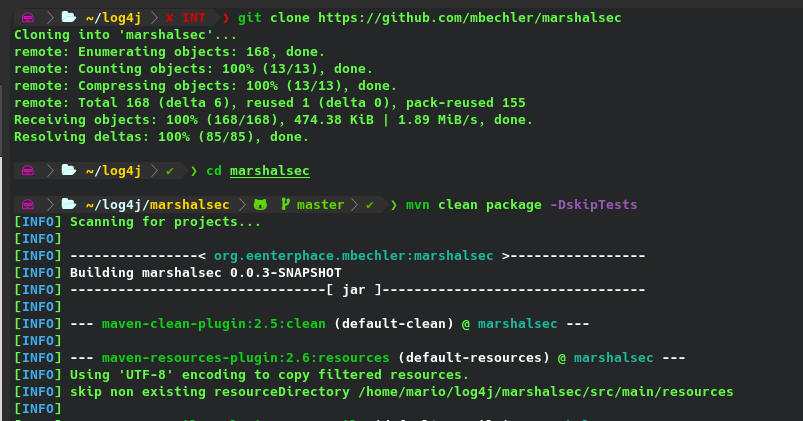 ~/log4j ✘ INT ❯ git clone https://github.com/mbechler/marshalsec
Cloning into 'marshalsec'...
remote: Enumerating objects: 168, done.
remote: Counting objects: 100% (13/13), done.
remote: Compressing objects: 100% (13/13), done.
remote: Total 168 (delta 6), reused 1 (delta 0), pack-reused 155
Receiving objects: 100% (168/168), 474.38 KiB | 1.89 MiB/s, done.
Resolving deltas: 100% (85/85), done.
~/log4j ✔ ❯ cd marshalsec
~/log4j/marshalsec master ✔ ❯ mvn clean package -DskipTests
[INFO] Scanning for projects...
[INFO]
[INFO] ----------------< org.eenterphace.mbechler:marshalsec >-----------------
[INFO] Building marshalsec 0.0.3-SNAPSHOT
[INFO] --------------------------------[ jar ]---------------------------------
[INFO]
[INFO] --- maven-clean-plugin:2.5:clean (default-clean) @ marshalsec ---
[INFO]
[INFO] --- maven-resources-plugin:2.6:resources (default-resources) @ marshalsec ---
[INFO] Using 'UTF-8' encoding to copy filtered resources.
[INFO] skip non existing resourceDirectory /home/mario/log4j/marshalsec/src/main/resources
[INFO]